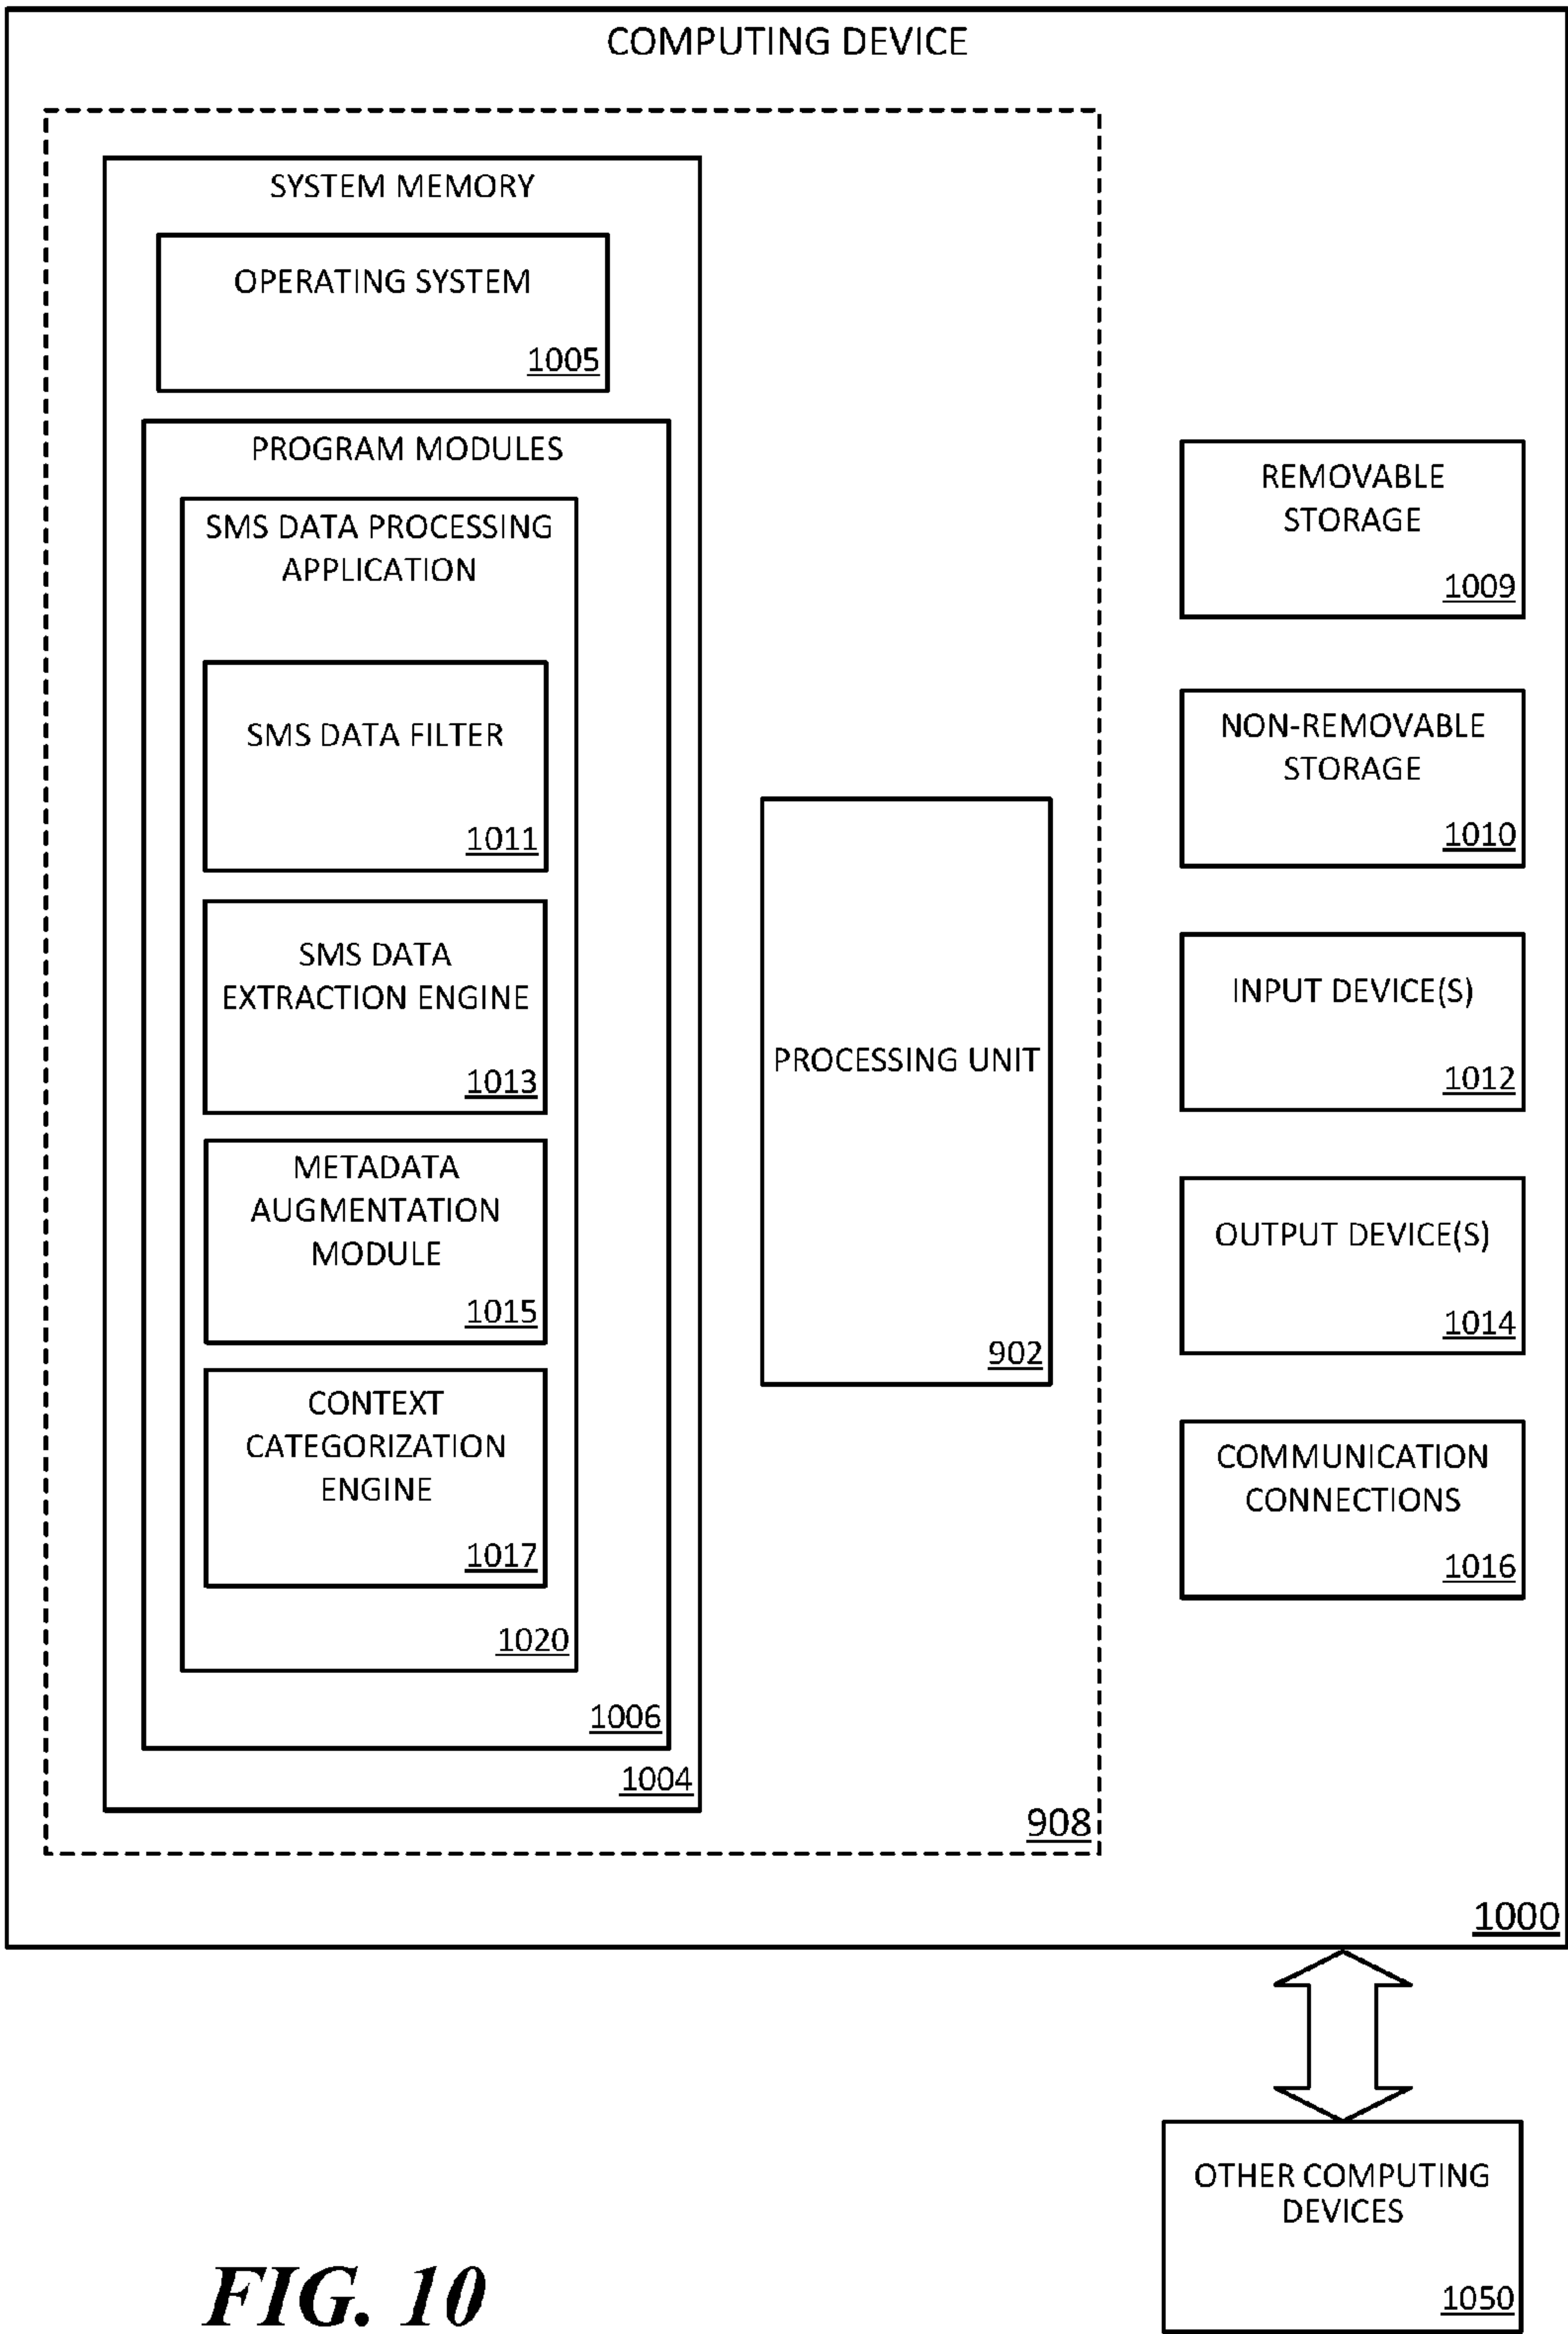 COMPUTING DEVICE
SYSTEM MEMORY
OPERATING SYSTEM
1005
PROGRAM MODULES
SMS DATA PROCESSING
APPLICATION
SMS DATA FILTER
1011
SMS DATA
EXTRACTION ENGINE
1013
METADATA
AUGMENTATION
MODULE
1015
CONTEXT
CATEGORIZATION
ENGINE
1017
1020
1006
1004
PROCESSING UNIT
902
908
REMOVABLE
STORAGE
1009
NON-REMOVABLE
STORAGE
1010
INPUT DEVICE(S)
1012
OUTPUT DEVICE(S)
1014
COMMUNICATION
CONNECTIONS
1016
1000
OTHER COMPUTING
DEVICES
1050
FIG. 10